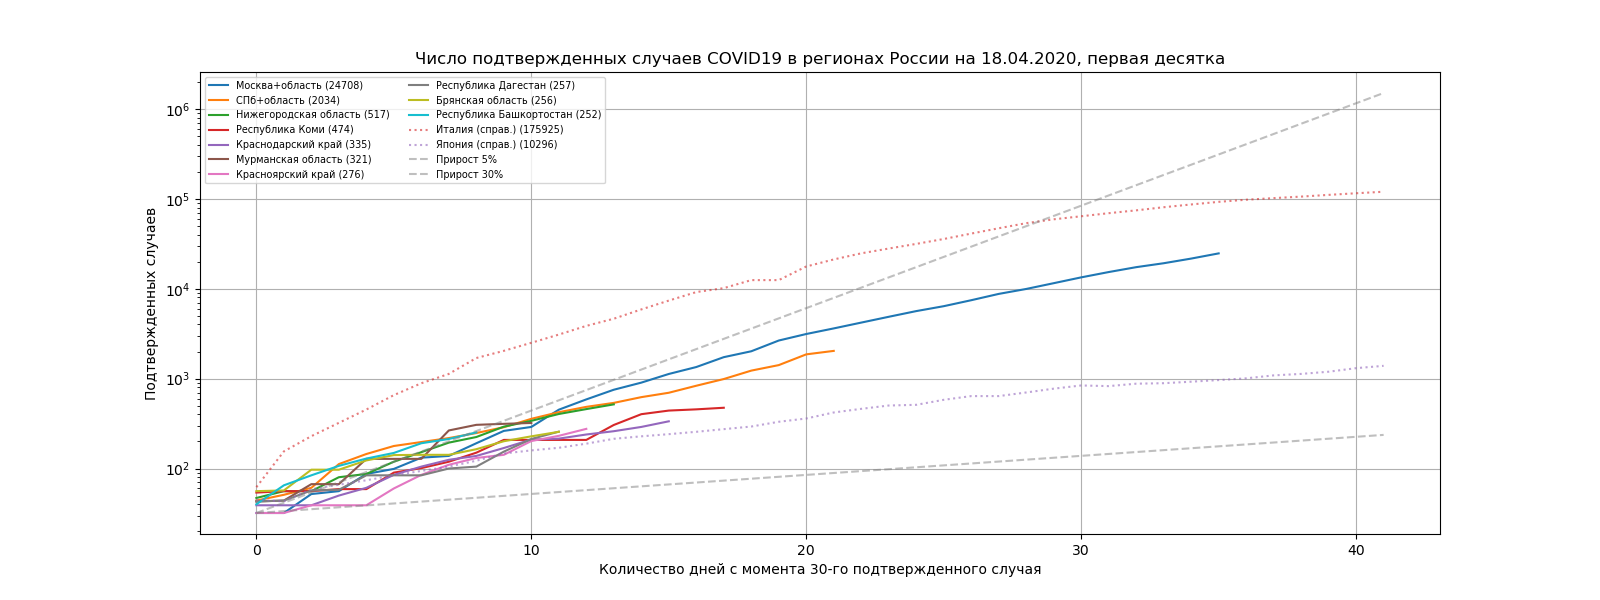 Число подтвержденных случаев COVID19 в регионах России на 18.04.2020, первая десятка
Москва+область (24708)
СПб+область (2034)
Нижегородская область (517)
Республика Коми (474)
Краснодарский край (335)
Мурманская область (321)
Красноярский край (276)
Республика Дагестан (257)
Брянская область (256)
Республика Башкортостан (252)
Италия (справ.) (175925)
Япония (справ.) (10296)
Прирост 5%
Прирост 30%
Подтвержденных случаев
10⁶
10⁵
10⁴
10³
10²
0 10 20 30 40
Количество дней с момента 30-го подтвержденного случая